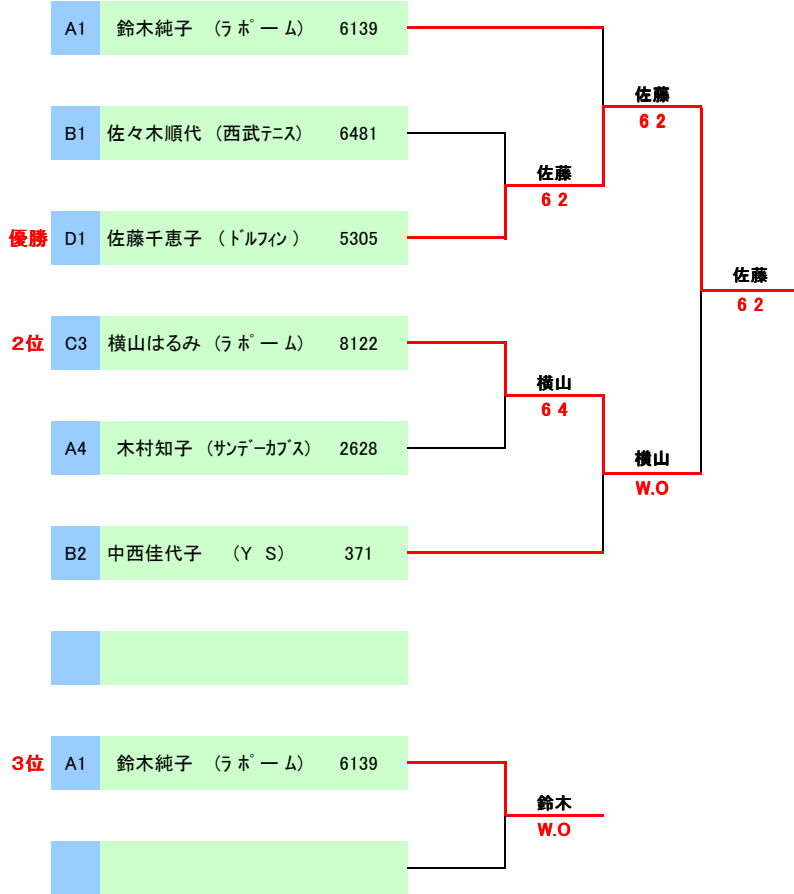 A1 鈴木純子 (ラポーム) 6139
佐藤
6 2
B1 佐々木順代 (西武テニス) 6481
佐藤
6 2
優勝 D1 佐藤千恵子 (ドルフィン) 5305
佐藤
6 2
2位 C3 横山はるみ (ラポーム) 8122
横山
6 4
A4 木村知子 (サンデーカブス) 2628
横山
W.O
B2 中西佳代子 (Y S) 371
3位 A1 鈴木純子 (ラポーム) 6139
鈴木
W.O